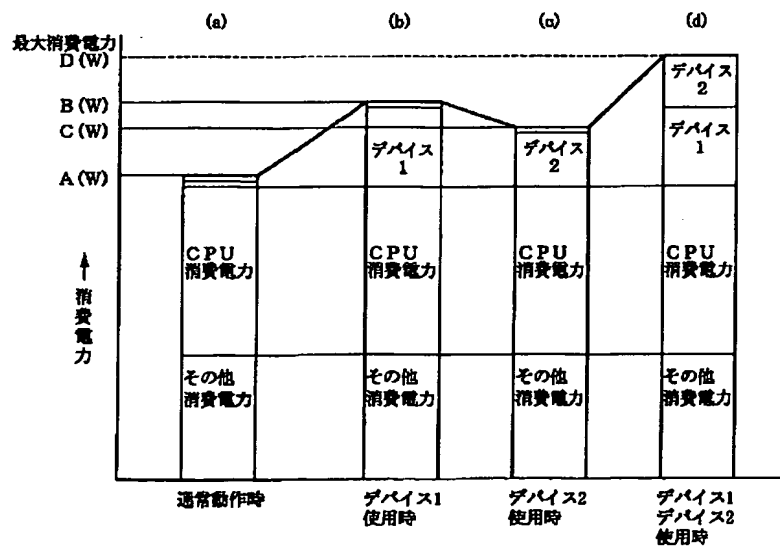 (a)
(b)
(c)
(d)
最大消費電力
D(W)
B(W)
C(W)
A(W)
デバイス
2
デバイス
1
デバイス
2
デバイス
1
CPU
消費電力
CPU
消費電力
CPU
消費電力
CPU
消費電力
消費電力
その他
消費電力
その他
消費電力
その他
消費電力
その他
消費電力
通常動作時
デバイス1
使用時
デバイス2
使用時
デバイス1
デバイス2
使用時